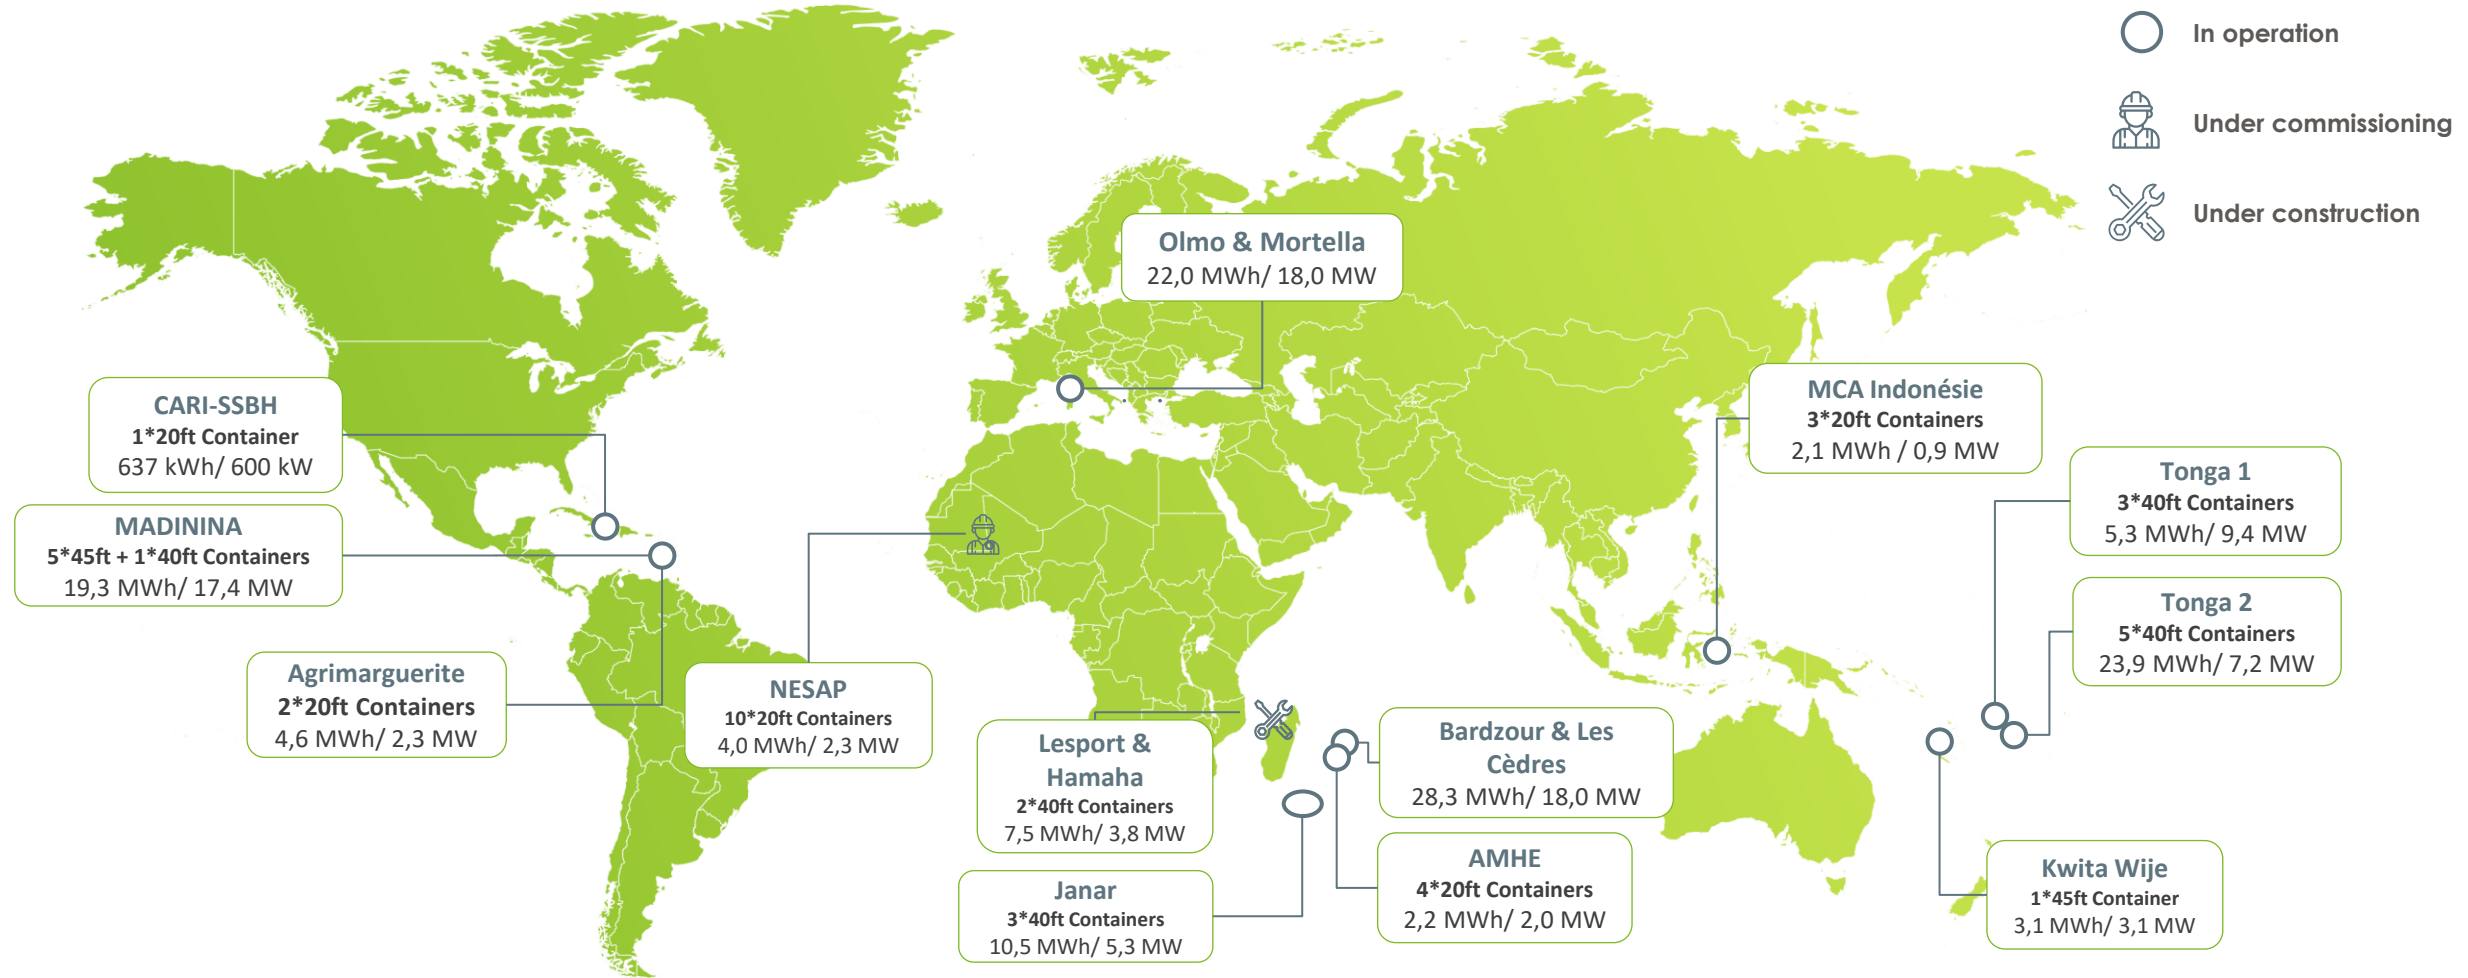 In operation
Under commissioning
Under construction
Olmo & Mortella
22,0 MWh/ 18,0 MW
CARI-SSBH
1*20ft Container
637 kWh/ 600 kW
MADININA
5*45ft + 1*40ft Containers
19,3 MWh/ 17,4 MW
Agrimarguerite
2*20ft Containers
4,6 MWh/ 2,3 MW
NESAP
10*20ft Containers
4,0 MWh/ 2,3 MW
Lesport &
Hamaha
2*40ft Containers
7,5 MWh/ 3,8 MW
Janar
3*40ft Containers
10,5 MWh/ 5,3 MW
Bardzour & Les
Cèdres
28,3 MWh/ 18,0 MW
AMHE
4*20ft Containers
2,2 MWh/ 2,0 MW
MCA Indonésie
3*20ft Containers
2,1 MWh / 0,9 MW
Tonga 1
3*40ft Containers
5,3 MWh/ 9,4 MW
Tonga 2
5*40ft Containers
23,9 MWh/ 7,2 MW
Kwita Wije
1*45ft Container
3,1 MWh/ 3,1 MW